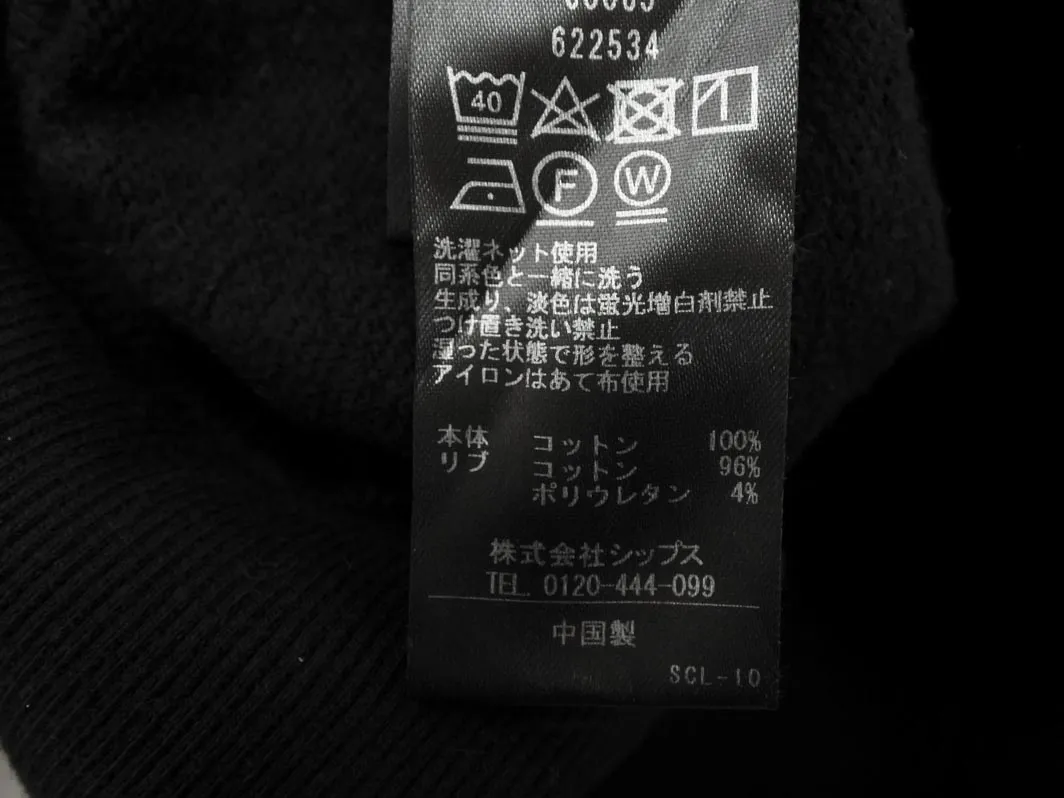 622534
40
F W
洗濯ネット使用
同系色と一緒に洗う
生成り、淡色は蛍光増白剤禁止
つけ置き洗い禁止
湿った状態で形を整える
アイロンはあて布使用
本体 コットン 100%
リブ コットン 96%
ポリウレタン 4%
株式会社シップス
TEL. 0120-444-099
中国製
SCL-10